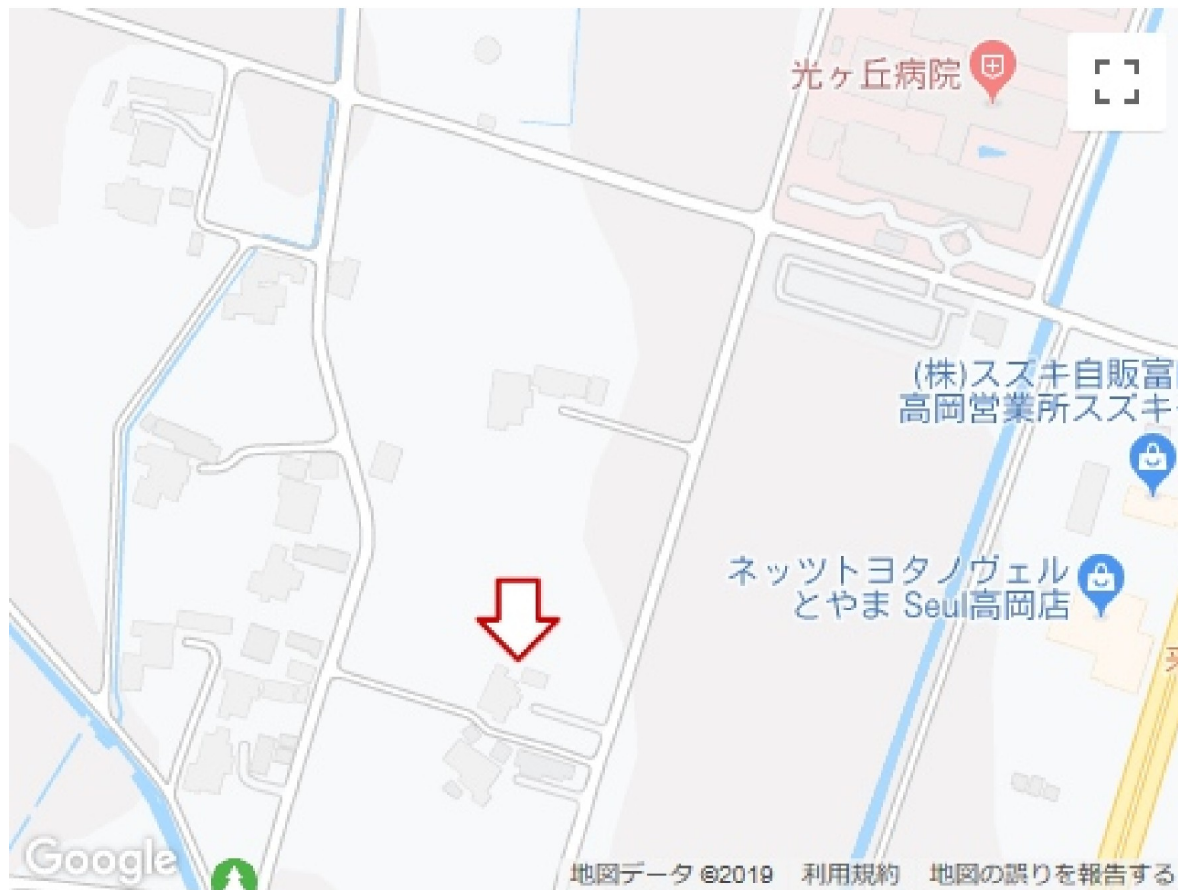 光ヶ丘病院
(株)スズキ自販富
高岡営業所スズキ
ネッツトヨタノヴェル
とやま Seul高岡店
Google
地図データ ©2019 利用規約 地図の誤りを報告する